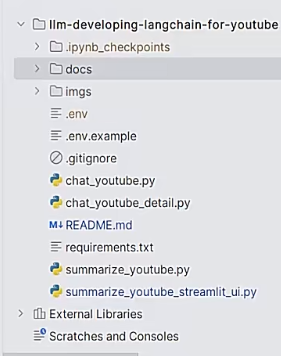 llm-developing-langchain-for-youtube
.ipynb_checkpoints
docs
imgs
.env
.env.example
.gitignore
chat_youtube.py
chat_youtube_detail.py
M↓ README.md
requirements.txt
summarize_youtube.py
summarize_youtube_streamlit_ui.py
External Libraries
Scratches and Consoles